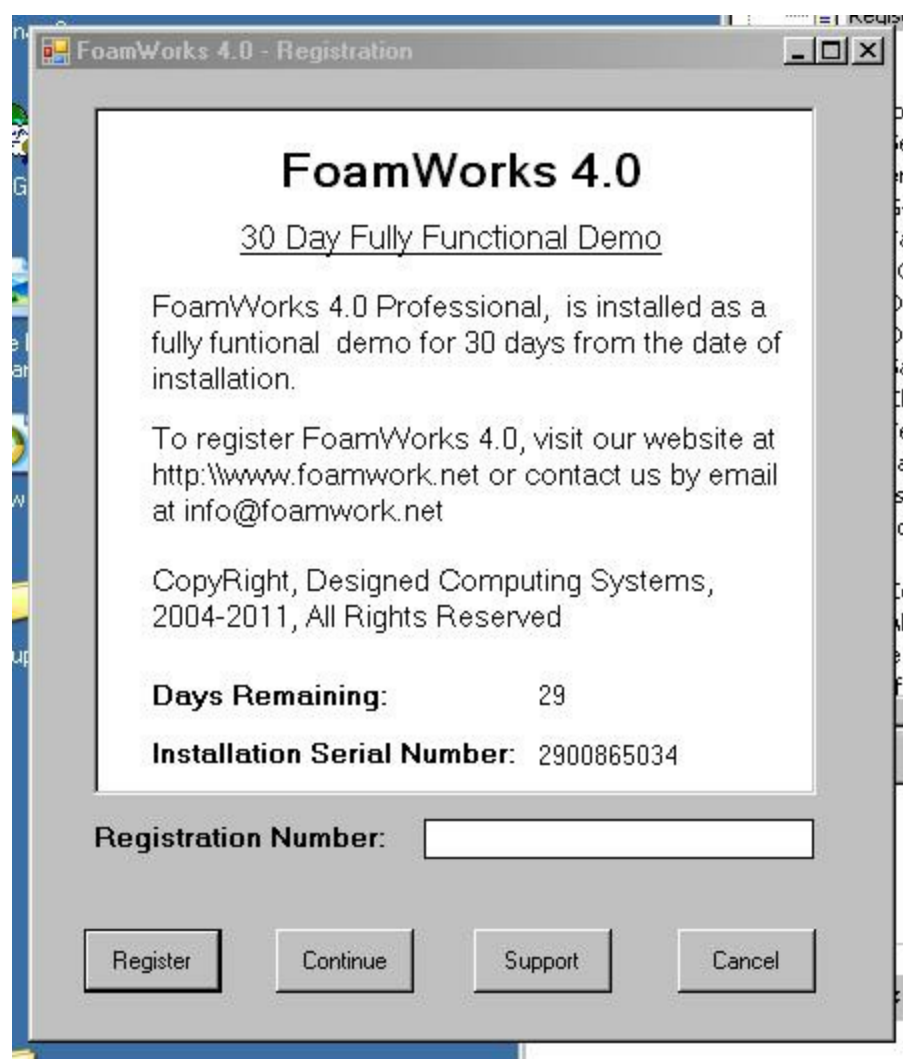 FoamWorks 4.0 - Registration
FoamWorks 4.0
30 Day Fully Functional Demo
FoamWorks 4.0 Professional,  is installed as a
fully funtional  demo for 30 days from the date of
installation.
To register FoamWorks 4.0, visit our website at
http:\\www.foamwork.net or contact us by email
at info@foamwork.net
CopyRight, Designed Computing Systems,
2004-2011, All Rights Reserved
Days Remaining: 29
Installation Serial Number: 2900865034
Registration Number:
Register Continue Support Cancel